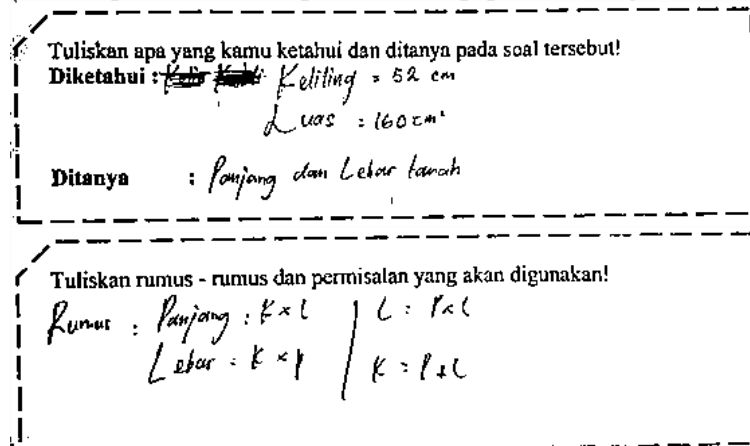 Tuliskan apa yang kamu ketahui dan ditanya pada soal tersebut!
Diketahui : Keliling = 52 cm
Luas = 160 cm²
Ditanya : Panjang dan Lebar tanah
Tuliskan rumus - rumus dan permisalan yang akan digunakan!
Rumus : Panjang : K × l | L : P × l
Lebar = K × p | K = P + L